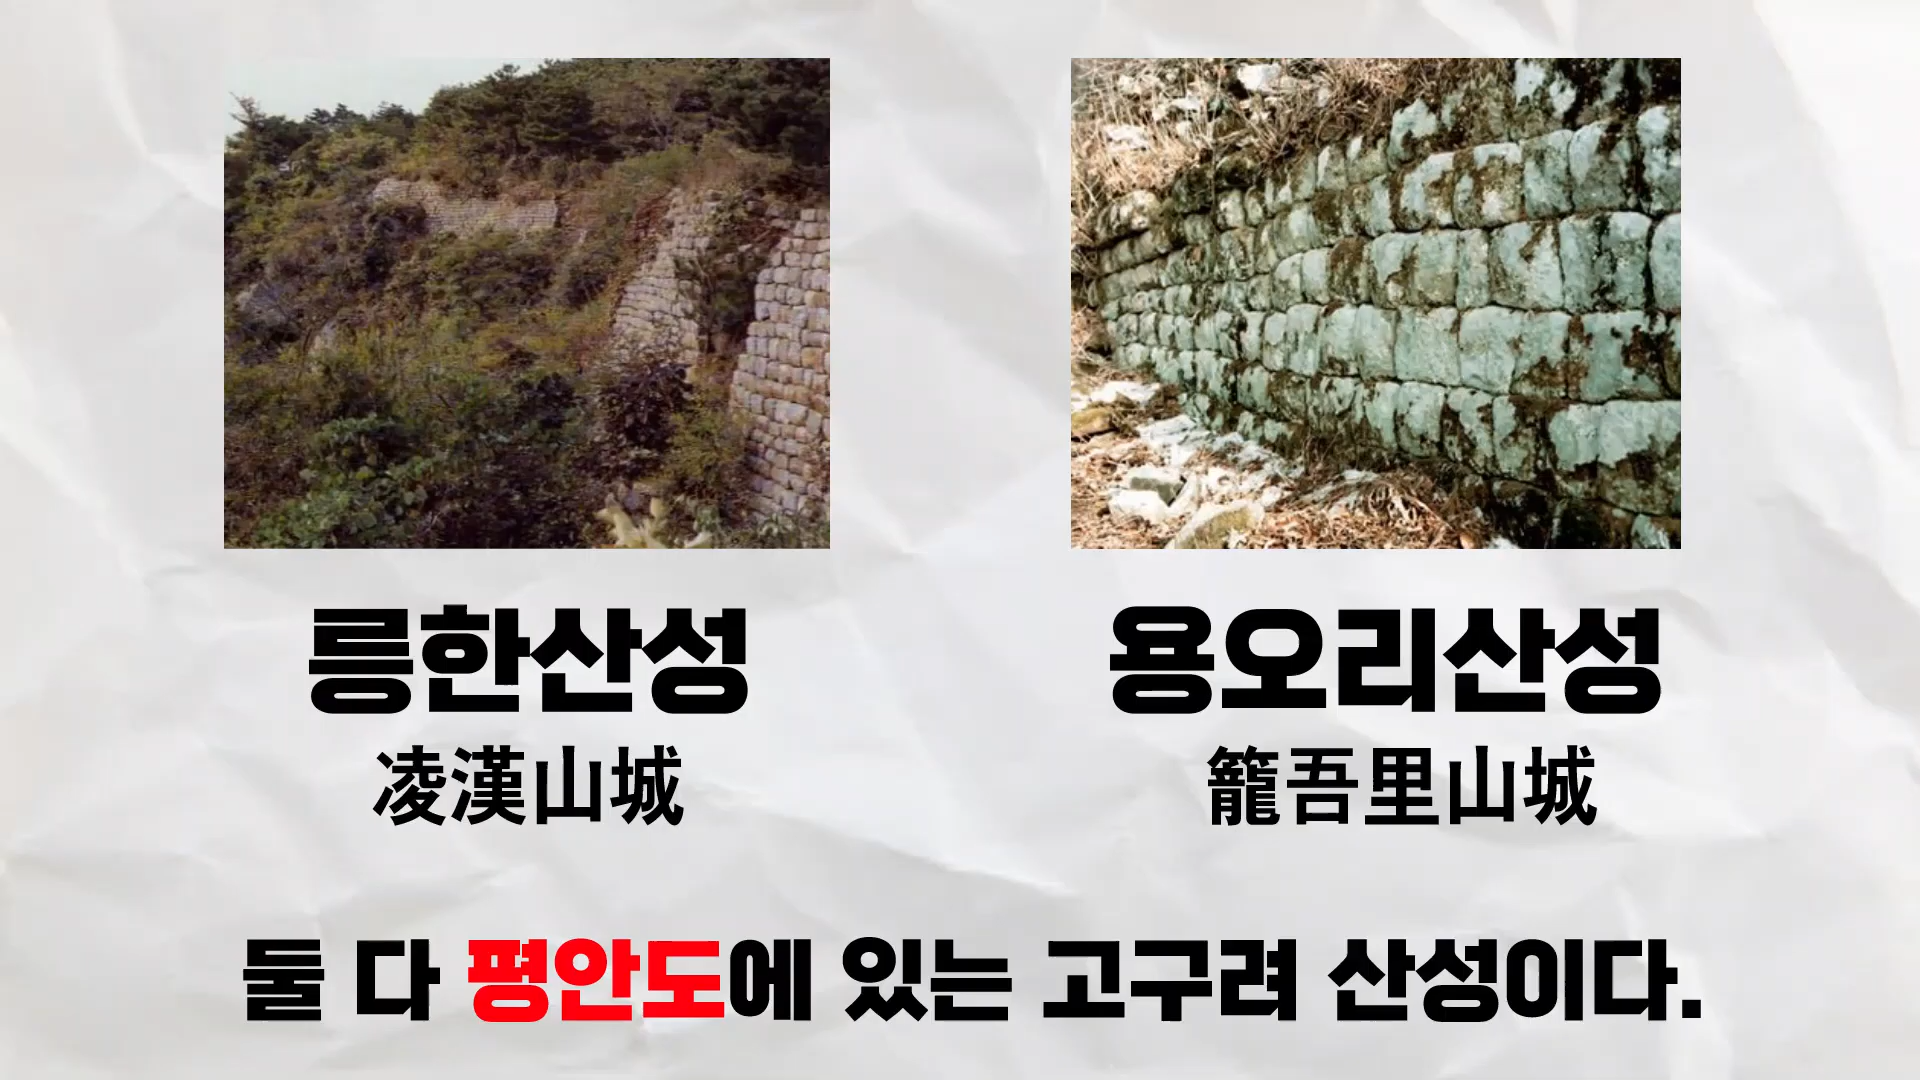 릉한산성
凌漢山城
용오리산성
籠吾里山城
둘 다 평안도에 있는 고구려 산성이다.